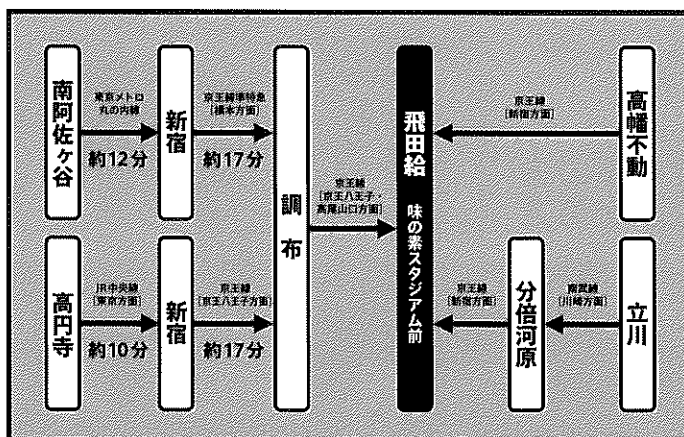 南阿佐ヶ谷
東京メトロ
丸の内線
約12分
新宿
京王線準特急
[橋本方面]
約17分
高円寺
JR中央線
[東京方面]
約10分
新宿
京王線
[京王八王子方面]
約17分
調布
京王線
[京王八王子・
高尾山口方面]
飛田給 味の素スタジアム前
京王線
[新宿方面]
高幡不動
京王線
[新宿方面]
分倍河原
南武線
[川崎方面]
立川